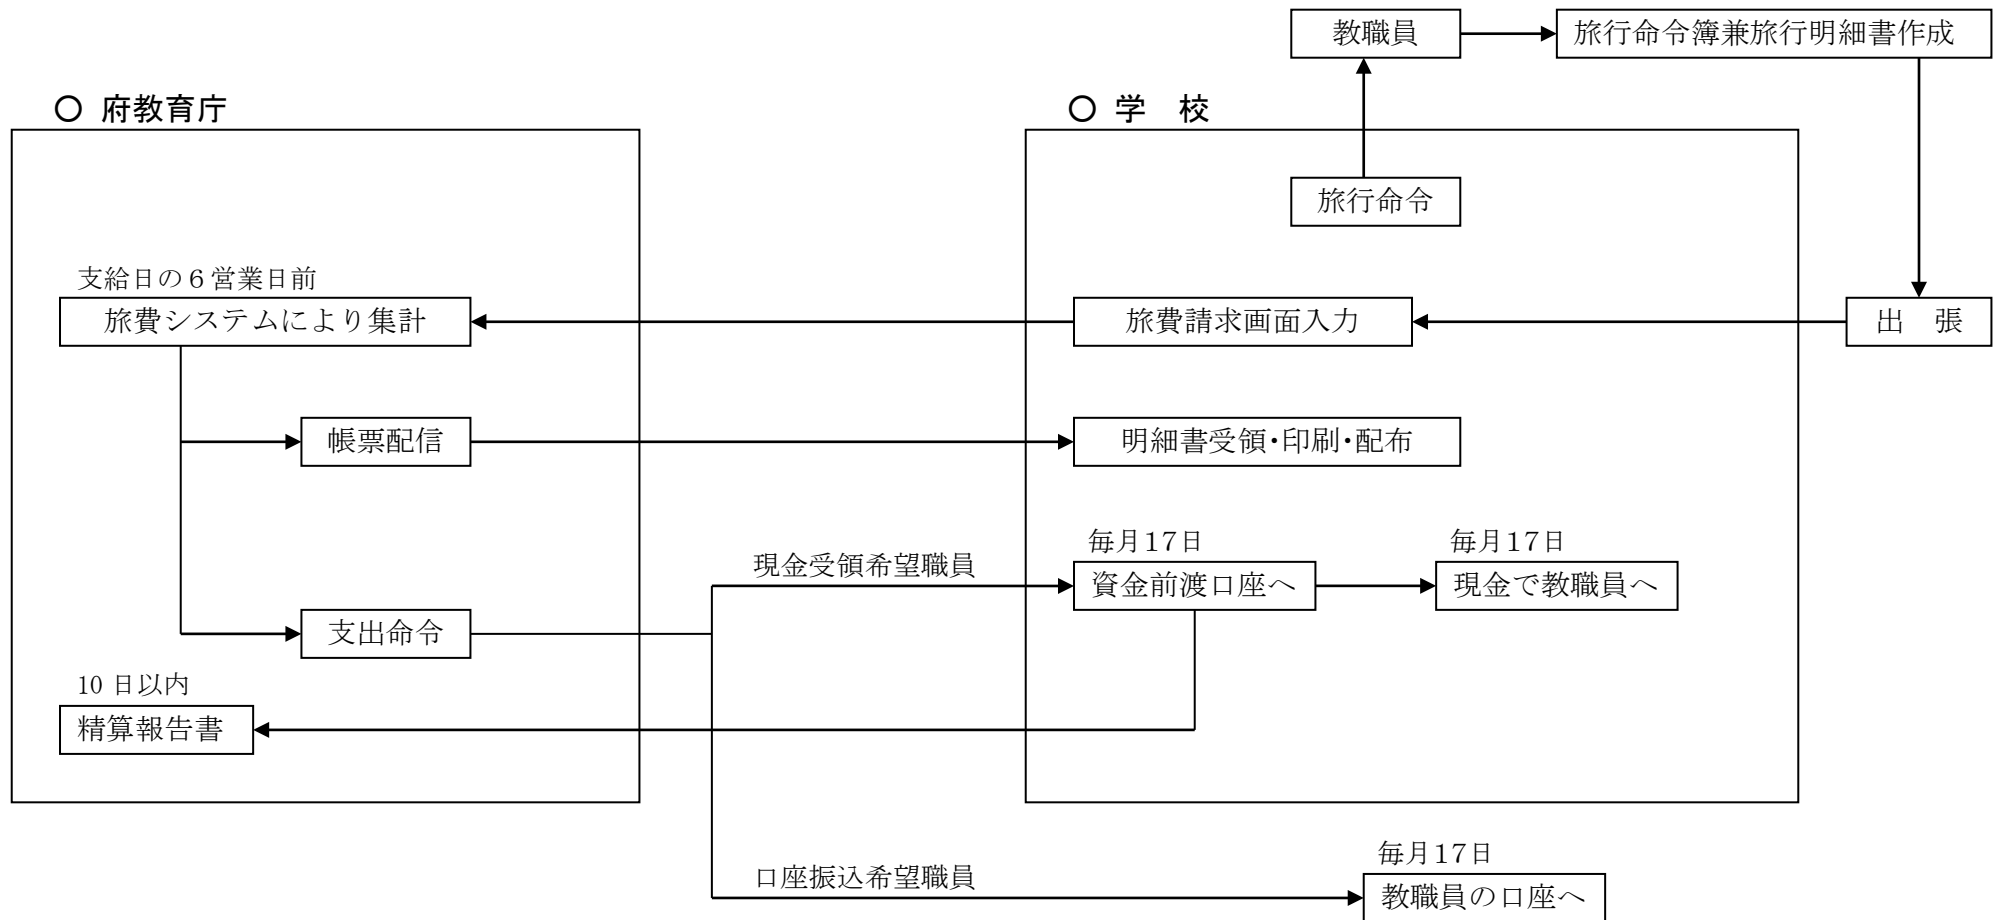 教職員
旅行命令簿兼旅行明細書作成
○ 府教育庁
○ 学　校
旅行命令
支給日の６営業日前
旅費システムにより集計
旅費請求画面入力
出　張
帳票配信
明細書受領・印刷・配布
現金受領希望職員
毎月17日
資金前渡口座へ
毎月17日
現金で教職員へ
支出命令
10 日以内
精算報告書
口座振込希望職員
毎月17日
教職員の口座へ